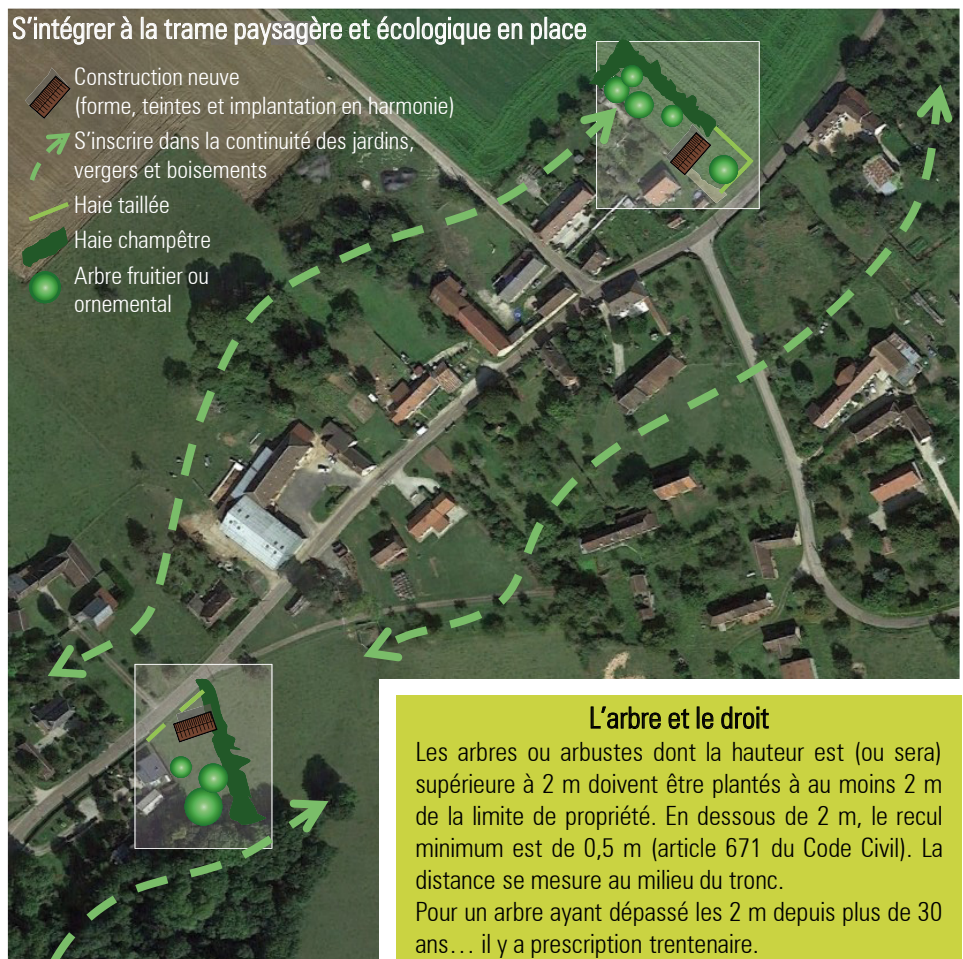 S'intégrer à la trame paysagère et écologique en place
Construction neuve
(forme, teintes et implantation en harmonie)
S'inscrire dans la continuité des jardins,
vergers et boisements
Haie taillée
Haie champêtre
Arbre fruitier ou
ornemental
L'arbre et le droit
Les arbres ou arbustes dont la hauteur est (ou sera)
supérieure à 2 m doivent être plantés à au moins 2 m
de la limite de propriété. En dessous de 2 m, le recul
minimum est de 0,5 m (article 671 du Code Civil). La
distance se mesure au milieu du tronc.
Pour un arbre ayant dépassé les 2 m depuis plus de 30
ans… il y a prescription trentenaire.